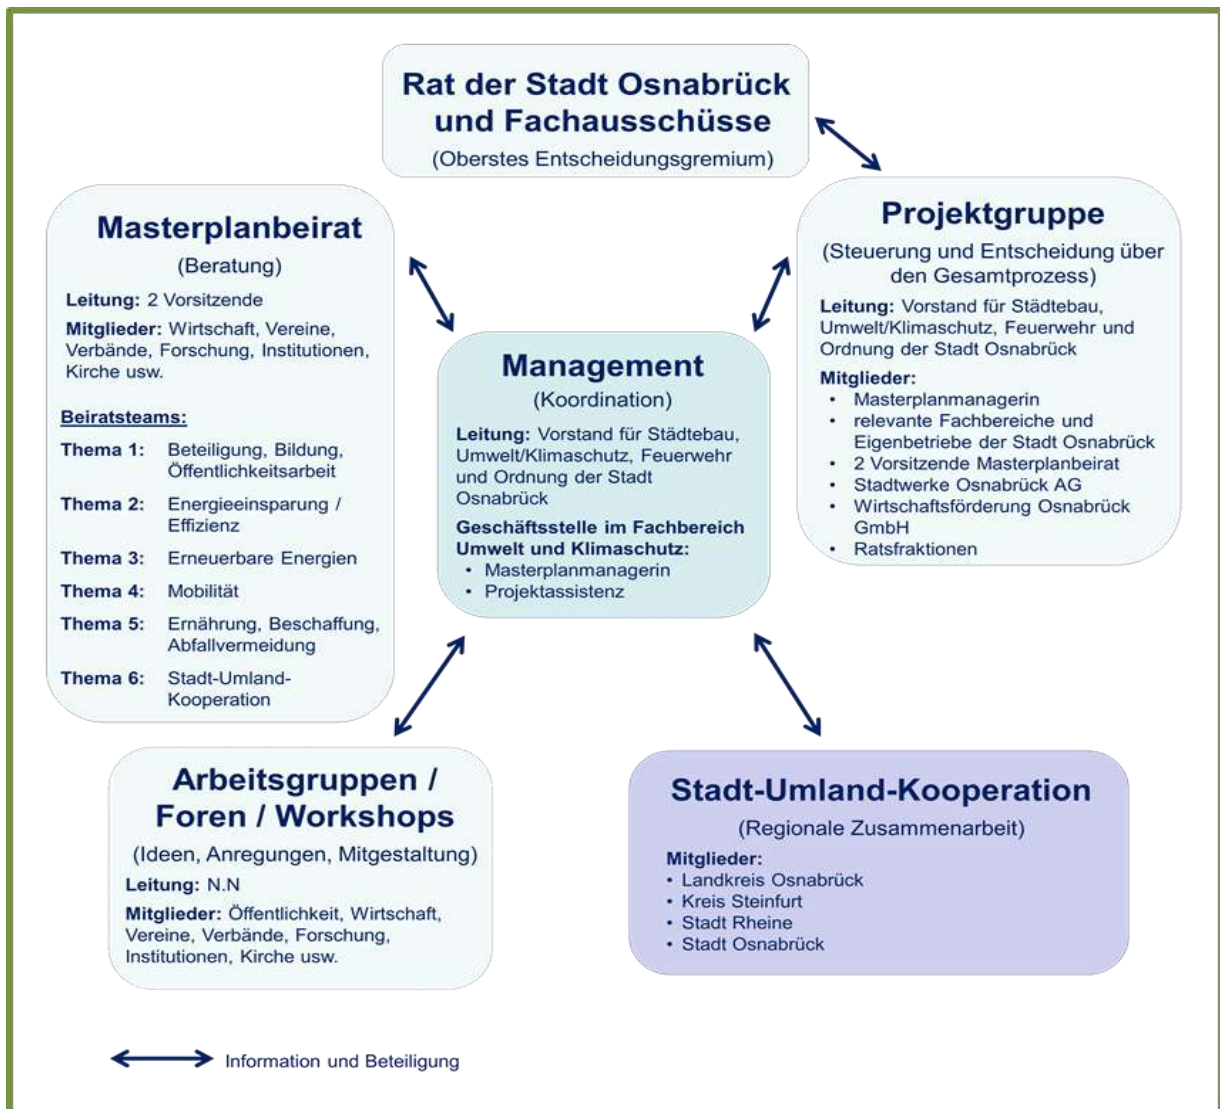 Rat der Stadt Osnabrück
und Fachausschüsse
(Oberstes Entscheidungsgremium)
Masterplanbeirat
(Beratung)
Leitung: 2 Vorsitzende
Mitglieder: Wirtschaft, Vereine,
Verbände, Forschung, Institutionen,
Kirche usw.
Beiratsteams:
Thema 1: Beteiligung, Bildung,
Öffentlichkeitsarbeit
Thema 2: Energieeinsparung /
Effizienz
Thema 3: Erneuerbare Energien
Thema 4: Mobilität
Thema 5: Ernährung, Beschaffung,
Abfallvermeidung
Thema 6: Stadt-Umland-
Kooperation
Projektgruppe
(Steuerung und Entscheidung über
den Gesamtprozess)
Leitung: Vorstand für Städtebau,
Umwelt/Klimaschutz, Feuerwehr und
Ordnung der Stadt Osnabrück
Mitglieder:
• Masterplanmanagerin
• relevante Fachbereiche und
Eigenbetriebe der Stadt Osnabrück
• 2 Vorsitzende Masterplanbeirat
• Stadtwerke Osnabrück AG
• Wirtschaftsförderung Osnabrück
GmbH
• Ratsfraktionen
Management
(Koordination)
Leitung: Vorstand für Städtebau,
Umwelt/Klimaschutz, Feuerwehr
und Ordnung der Stadt
Osnabrück
Geschäftsstelle im Fachbereich
Umwelt und Klimaschutz:
• Masterplanmanagerin
• Projektassistenz
Arbeitsgruppen /
Foren / Workshops
(Ideen, Anregungen, Mitgestaltung)
Leitung: N.N
Mitglieder: Öffentlichkeit, Wirtschaft,
Vereine, Verbände, Forschung,
Institutionen, Kirche usw.
Stadt-Umland-Kooperation
(Regionale Zusammenarbeit)
Mitglieder:
• Landkreis Osnabrück
• Kreis Steinfurt
• Stadt Rheine
• Stadt Osnabrück
Information und Beteiligung